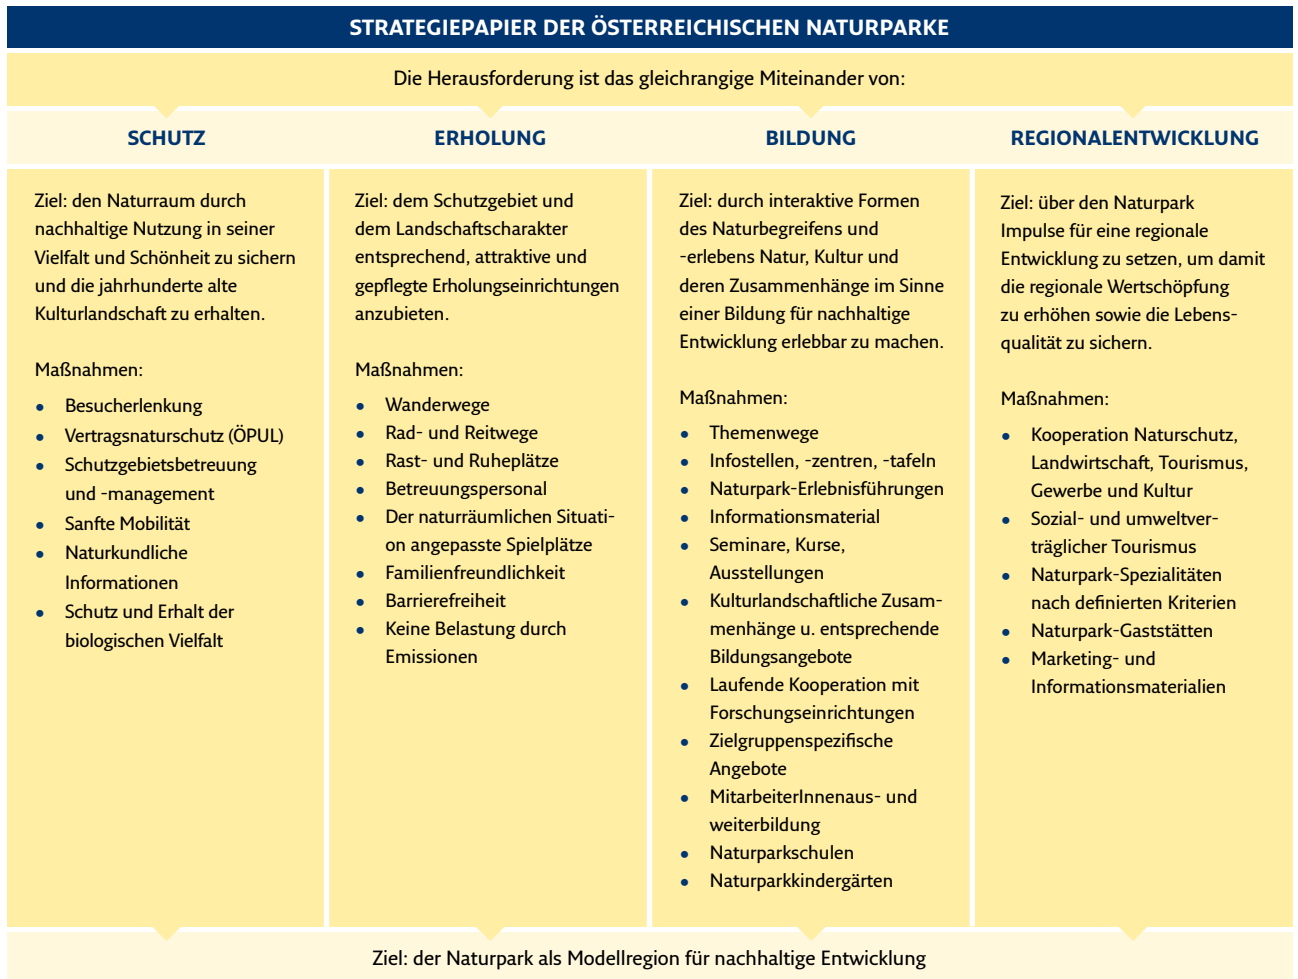 STRATEGIEPAPIER DER ÖSTERREICHISCHEN NATURPARKE
Die Herausforderung ist das gleichrangige Miteinander von:
SCHUTZ
Ziel: den Naturraum durch
nachhaltige Nutzung in seiner
Vielfalt und Schönheit zu sichern
und die jahrhunderte alte
Kulturlandschaft zu erhalten.
Maßnahmen:
• Besucherlenkung
• Vertragsnaturschutz (ÖPUL)
• Schutzgebietsbetreuung
und -management
• Sanfte Mobilität
• Naturkundliche
Informationen
• Schutz und Erhalt der
biologischen Vielfalt
ERHOLUNG
Ziel: dem Schutzgebiet und
dem Landschaftscharakter
entsprechend, attraktive und
gepflegte Erholungseinrichtungen
anzubieten.
Maßnahmen:
• Wanderwege
• Rad- und Reitwege
• Rast- und Ruheplätze
• Betreuungspersonal
• Der naturräumlichen Situati-
on angepasste Spielplätze
• Familienfreundlichkeit
• Barrierefreiheit
• Keine Belastung durch
Emissionen
BILDUNG
Ziel: durch interaktive Formen
des Naturbegreifens und
-erlebens Natur, Kultur und
deren Zusammenhänge im Sinne
einer Bildung für nachhaltige
Entwicklung erlebbar zu machen.
Maßnahmen:
• Themenwege
• Infostellen, -zentren, -tafeln
• Naturpark-Erlebnisführungen
• Informationsmaterial
• Seminare, Kurse,
Ausstellungen
• Kulturlandschaftliche Zusam-
menhänge u. entsprechende
Bildungsangebote
• Laufende Kooperation mit
Forschungseinrichtungen
• Zielgruppenspezifische
Angebote
• MitarbeiterInnenaus- und
weiterbildung
• Naturparkschulen
• Naturparkkindergärten
REGIONALENTWICKLUNG
Ziel: über den Naturpark
Impulse für eine regionale
Entwicklung zu setzen, um damit
die regionale Wertschöpfung
zu erhöhen sowie die Lebens-
qualität zu sichern.
Maßnahmen:
• Kooperation Naturschutz,
Landwirtschaft, Tourismus,
Gewerbe und Kultur
• Sozial- und umweltver-
träglicher Tourismus
• Naturpark-Spezialitäten
nach definierten Kriterien
• Naturpark-Gaststätten
• Marketing- und
Informationsmaterialien
Ziel: der Naturpark als Modellregion für nachhaltige Entwicklung